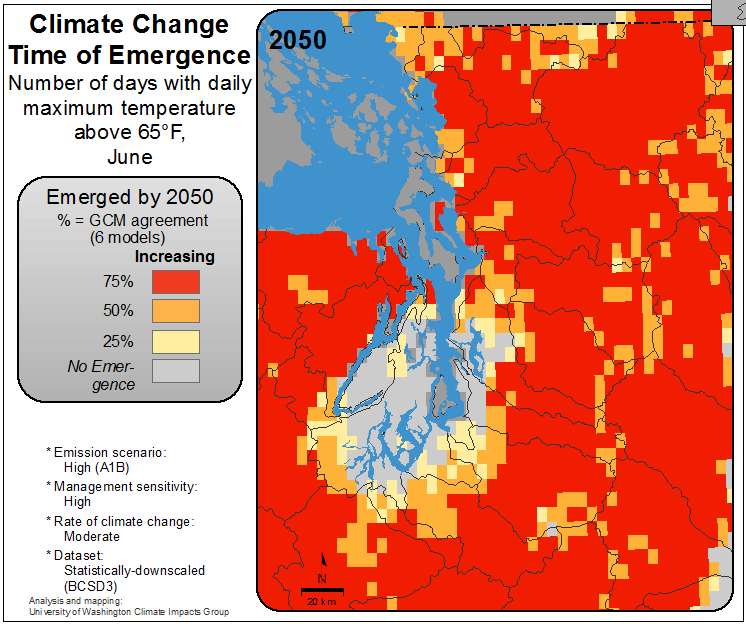 Climate Change
Time of Emergence
Number of days with daily
maximum temperature
above 65°F,
June
Emerged by 2050
% = GCM agreement
(6 models)
Increasing
75%
50%
25%
No Emer-
gence
* Emission scenario:
High (A1B)
* Management sensitivity:
High
* Rate of climate change:
Moderate
* Dataset:
Statistically-downscaled
(BCSD3)
Analysis and mapping:
University of Washington Climate Impacts Group
2050
N
20 km